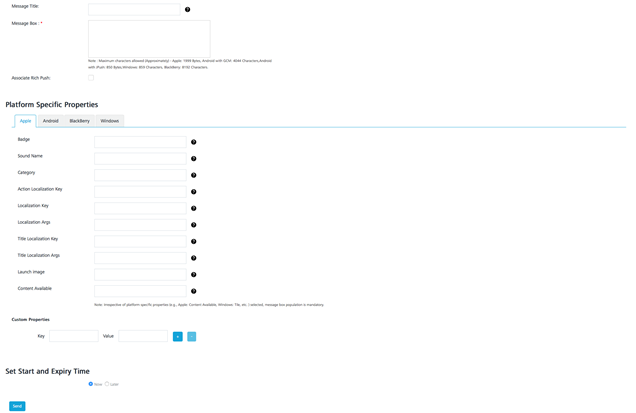 Message Title:
Message Box : *
Note: - Maximum characters allowed (Approximately) - Apple: 1999 Bytes, Android with GCM: 4044 Characters,Android
with JPush: 850 Bytes,Windows: 859 Characters, BlackBerry: 8192 Characters.
Associate Rich Push:
Platform Specific Properties
Apple Android BlackBerry Windows
Badge
Sound Name
Category
Action Localization Key
Localization Key
Localization Args
Title Localization Key
Title Localization Args
Launch image
Content Available
Note: Irrespective of platform specific properties (e.g., Apple: Content Available, Windows: Tile, etc. ) selected, message box population is mandatory.
Custom Properties
Key Value +
Set Start and Expiry Time
Now Later
Send